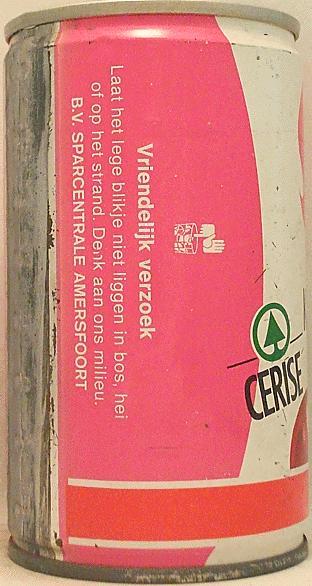 Vriendelijk verzoek
Laat het lege blikje niet liggen in bos, hei
of op het strand. Denk aan ons milieu.
B.V. SPARCENTRALE AMERSFOORT
CERISE